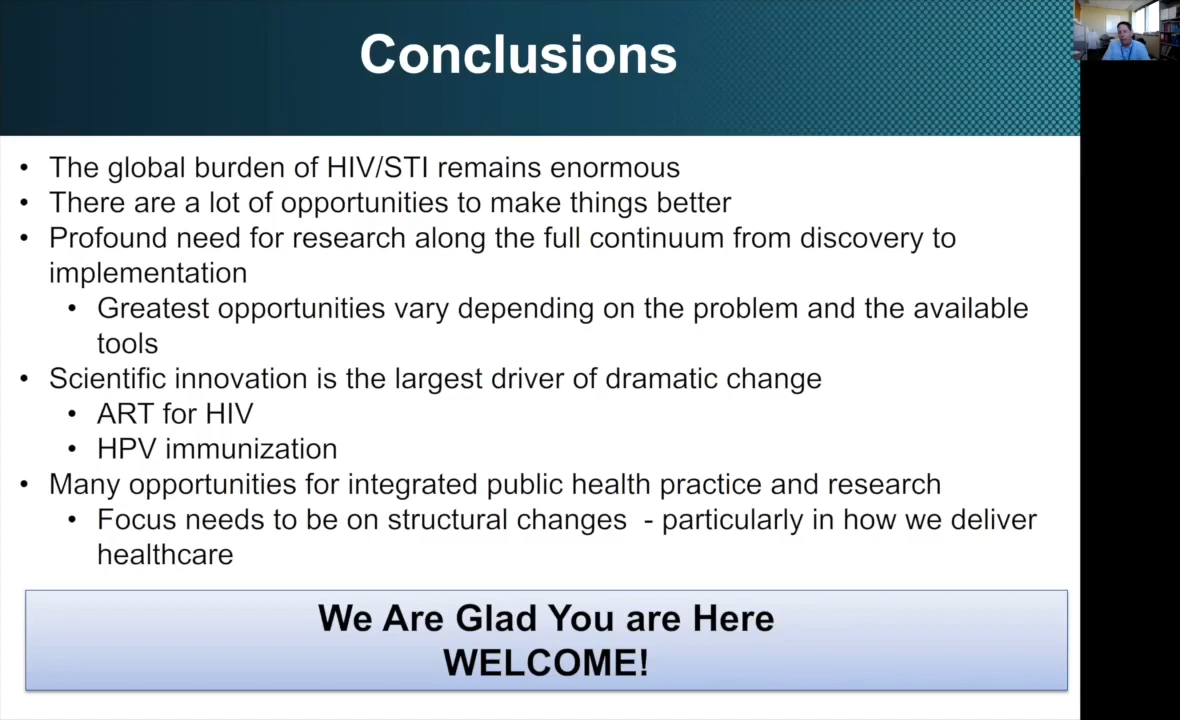 Conclusions
• The global burden of HIV/STI remains enormous
• There are a lot of opportunities to make things better
• Profound need for research along the full continuum from discovery to
implementation
• Greatest opportunities vary depending on the problem and the available
tools
• Scientific innovation is the largest driver of dramatic change
• ART for HIV
• HPV immunization
• Many opportunities for integrated public health practice and research
• Focus needs to be on structural changes  - particularly in how we deliver
healthcare
We Are Glad You are Here
WELCOME!